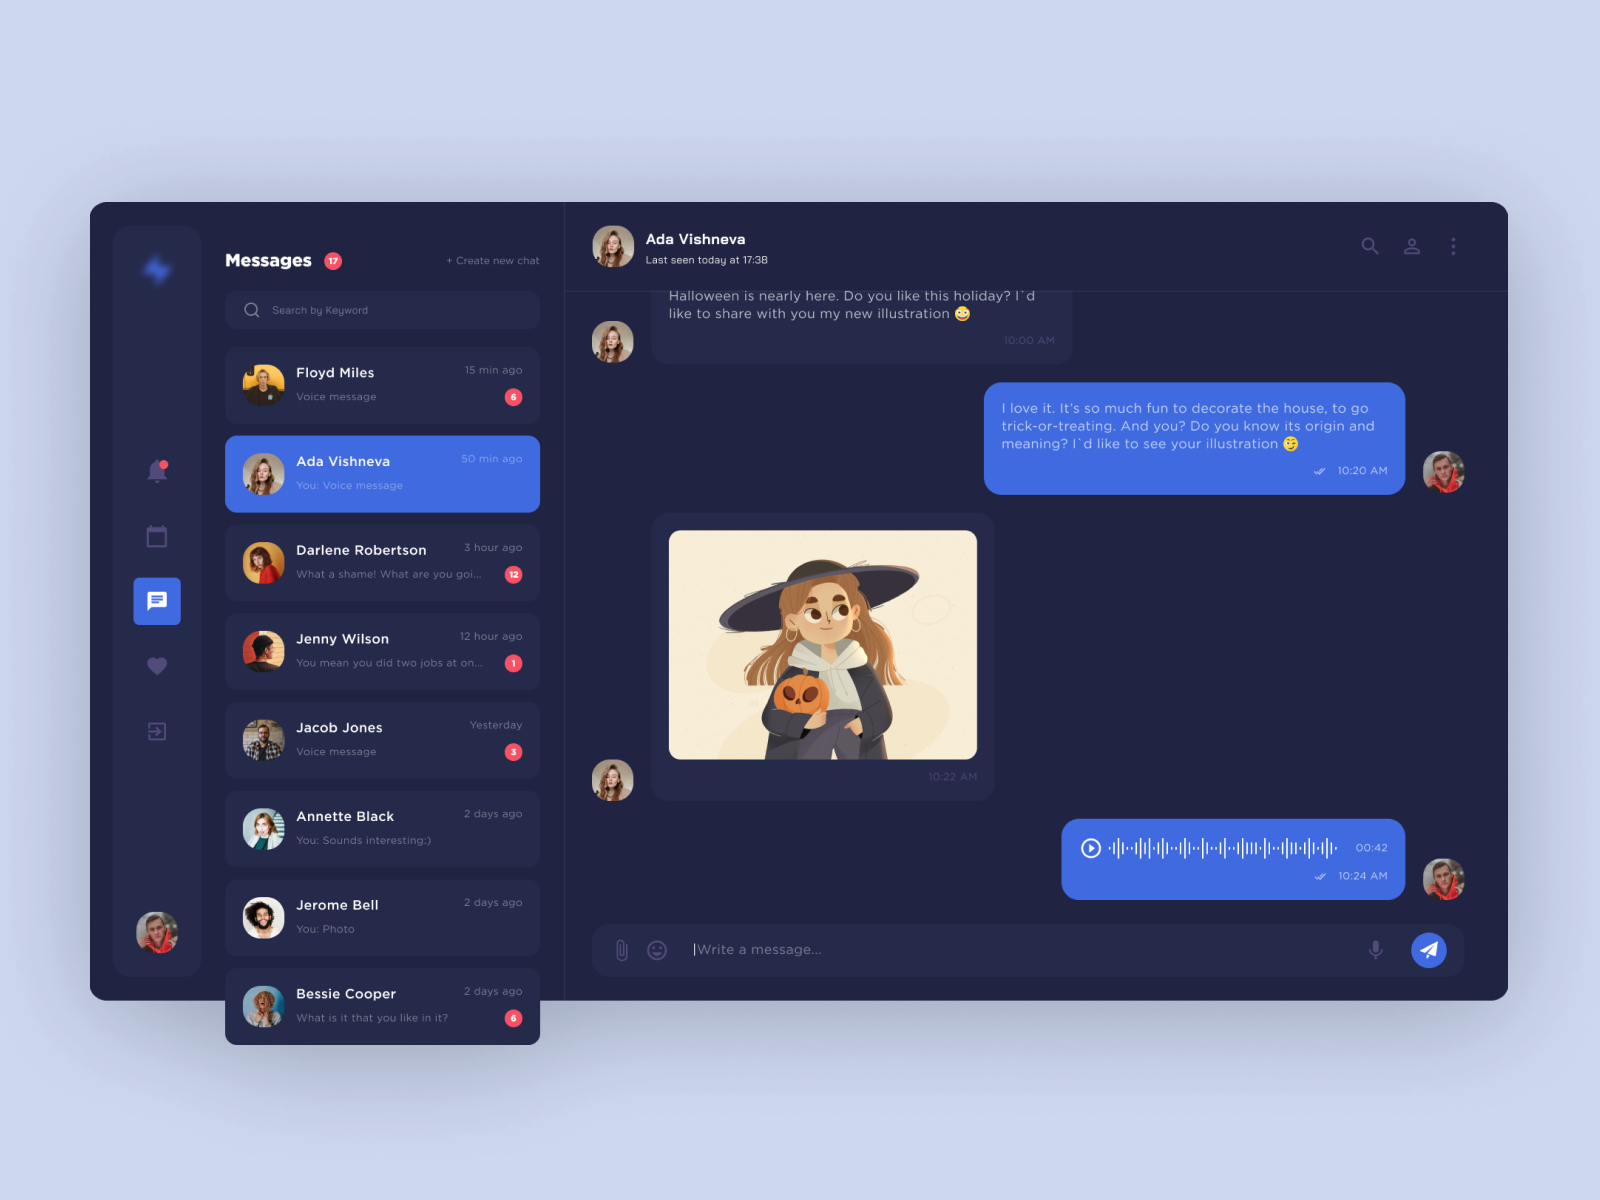 Messages 17
+ Create new chat
Search by Keyword
Floyd Miles
15 min ago
Voice message
6
Ada Vishneva
50 min ago
You: Voice message
Darlene Robertson
3 hour ago
What a shame! What are you goi...
12
Jenny Wilson
12 hour ago
You mean you did two jobs at on...
1
Jacob Jones
Yesterday
Voice message
3
Annette Black
2 days ago
You: Sounds interesting:)
Jerome Bell
2 days ago
You: Photo
Bessie Cooper
2 days ago
What is it that you like in it?
6
Ada Vishneva
Last seen today at 17:38
Halloween is nearly here. Do you like this holiday? I`d
like to share with you my new illustration 😜
10:00 AM
I love it. It's so much fun to decorate the house, to go
trick-or-treating. And you? Do you know its origin and
meaning? I`d like to see your illustration 😉
10:20 AM
10:22 AM
00:42
10:24 AM
Write a message...